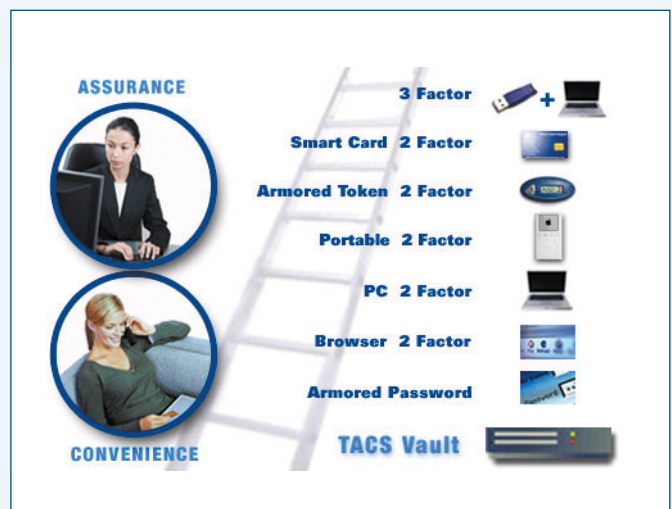 ASSURANCE
3 Factor
+
Smart Card 2 Factor
Armored Token 2 Factor
Portable 2 Factor
PC 2 Factor
Browser 2 Factor
Armored Password
TACS Vault
CONVENIENCE